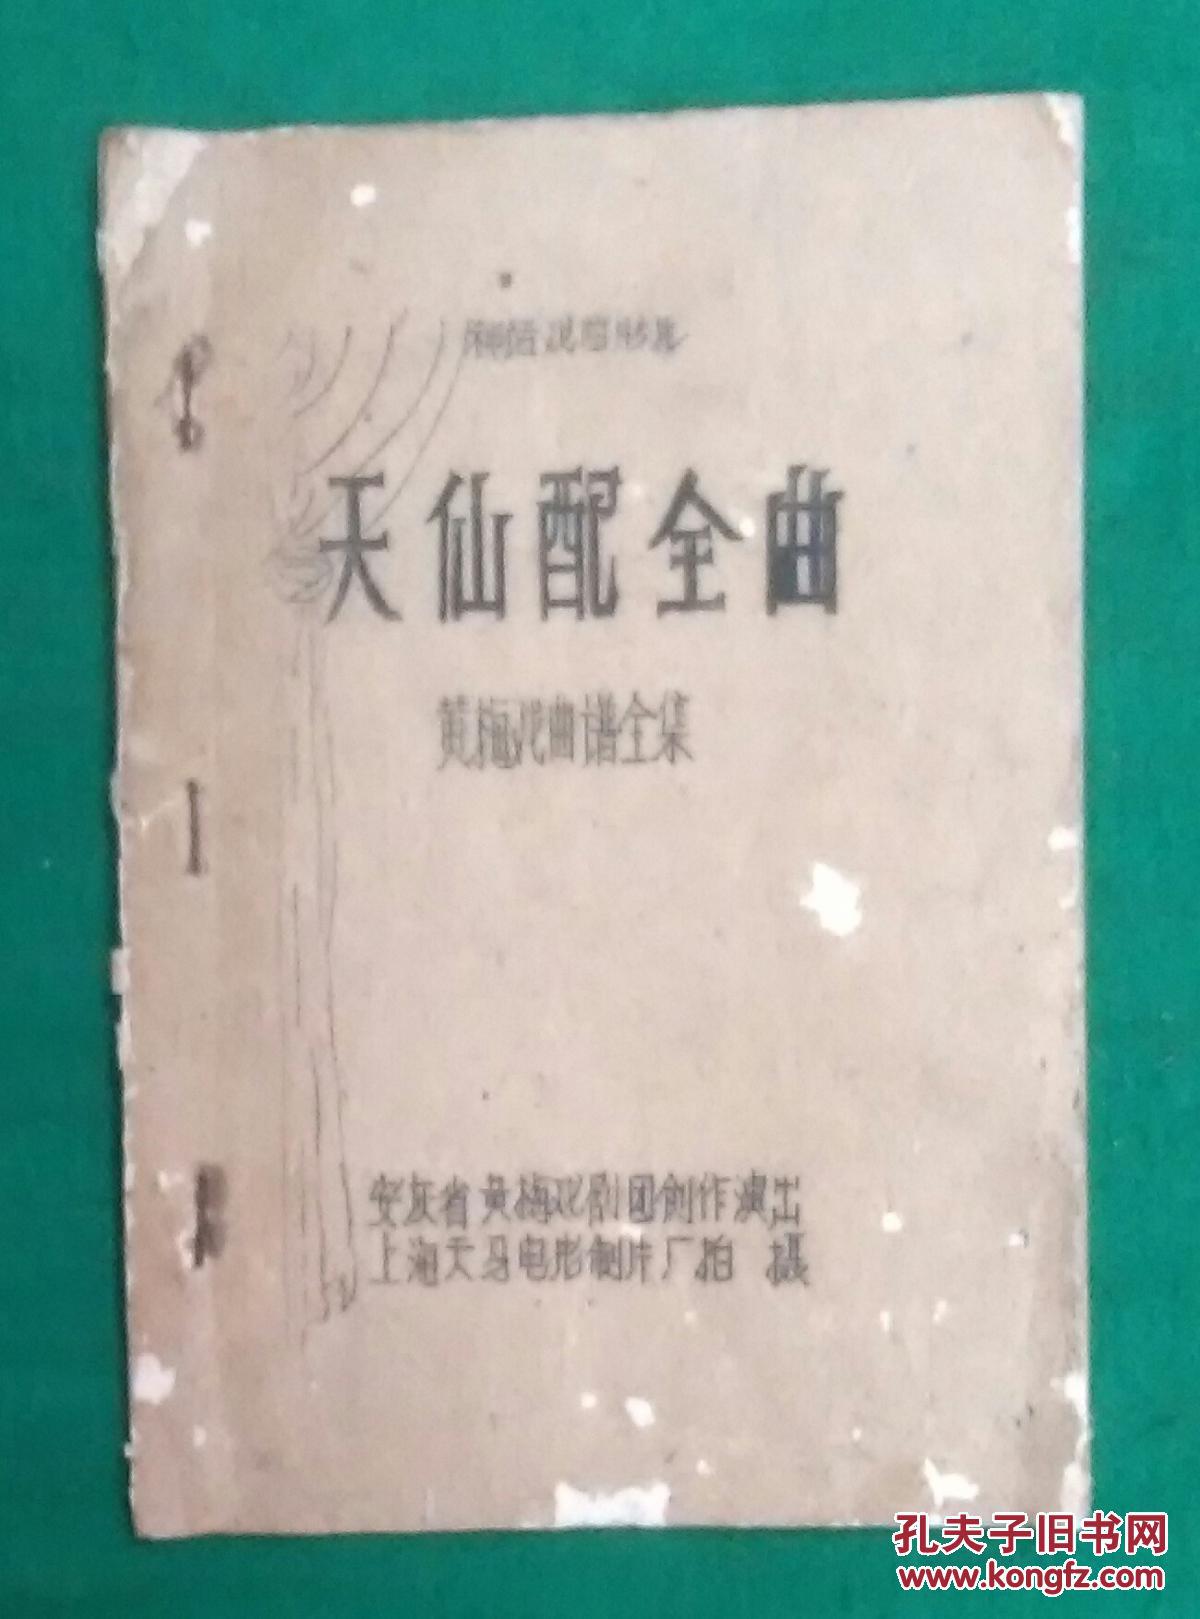 天仙配全曲
黄梅戏曲谱全集
安灰省黄梅戏剧团創作演出
上海天马电影制片厂拍 摄
孔夫子旧书网
www.kongfz.com